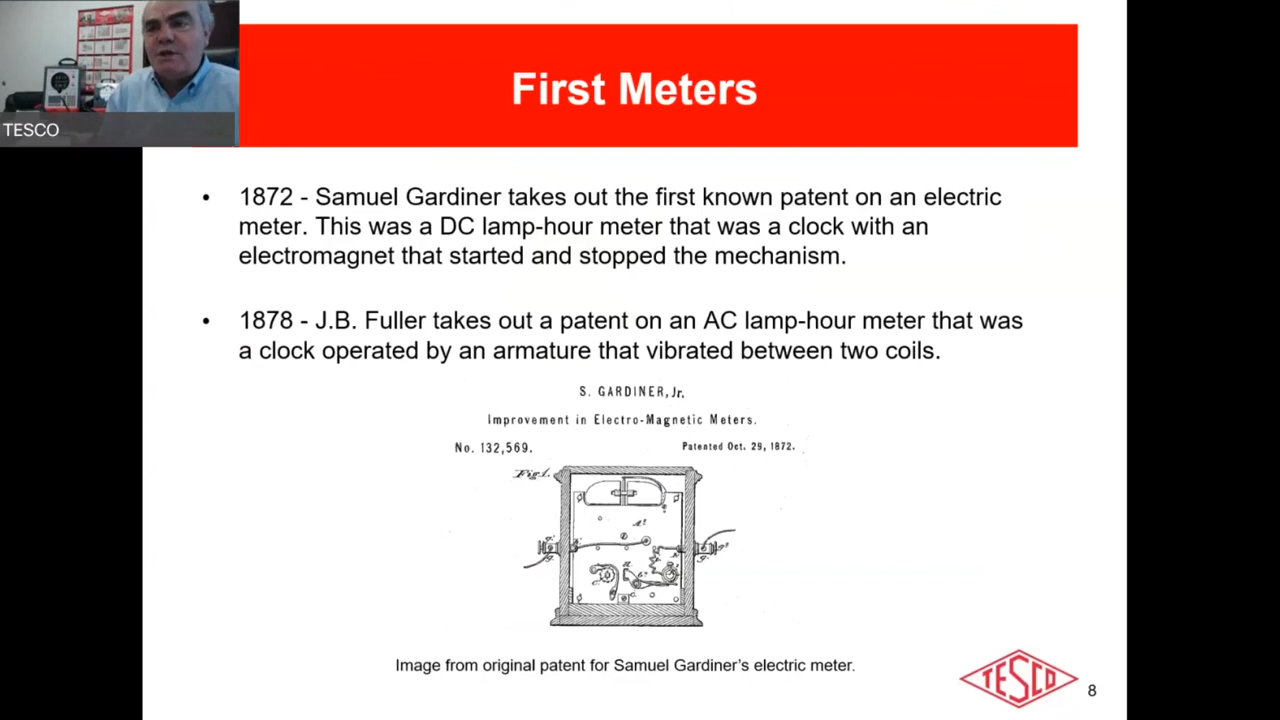 TESCO
First Meters
• 1872 - Samuel Gardiner takes out the first known patent on an electric
meter. This was a DC lamp-hour meter that was a clock with an
electromagnet that started and stopped the mechanism.
• 1878 - J.B. Fuller takes out a patent on an AC lamp-hour meter that was
a clock operated by an armature that vibrated between two coils.
S. GARDINER, Jr.
Improvement in Electro-Magnetic Meters.
No. 132,569.
Patented Oct. 29, 1872.
Fig 1.
Image from original patent for Samuel Gardiner's electric meter.
TESCO
8